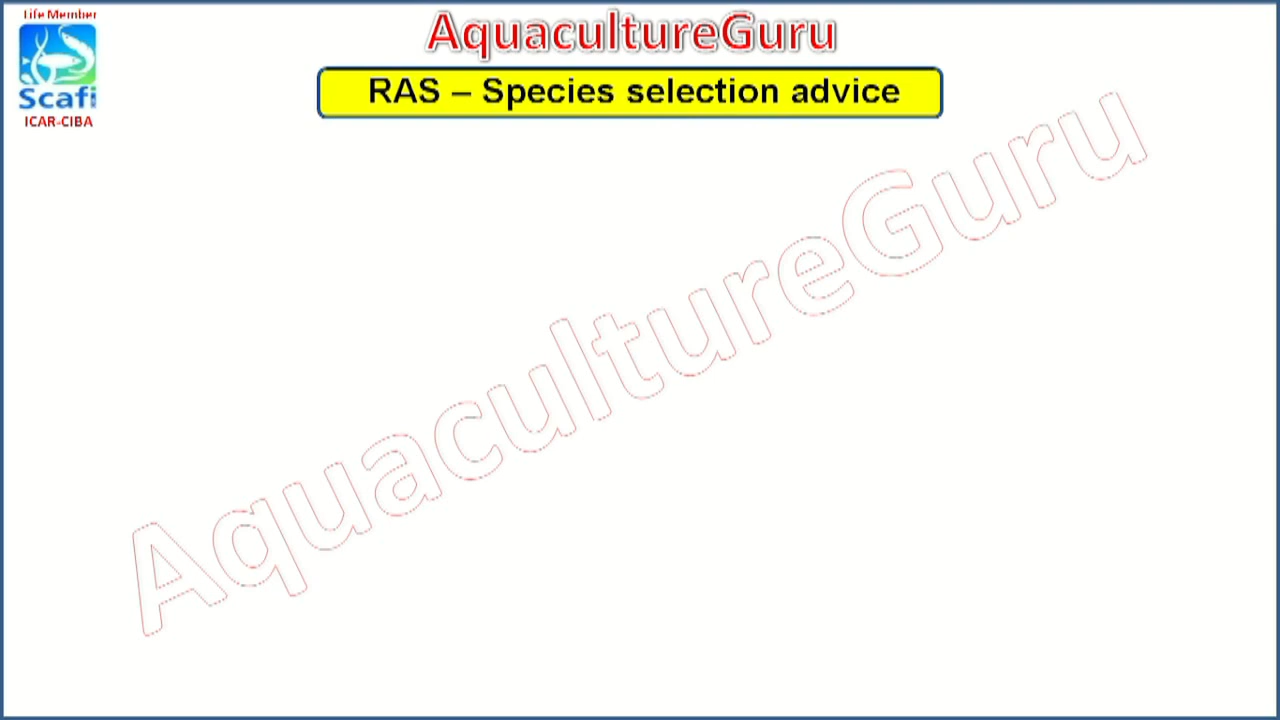 Life Member
Scafi
ICAR-CIBA
AquacultureGuru
RAS – Species selection advice
AquacultureGuru